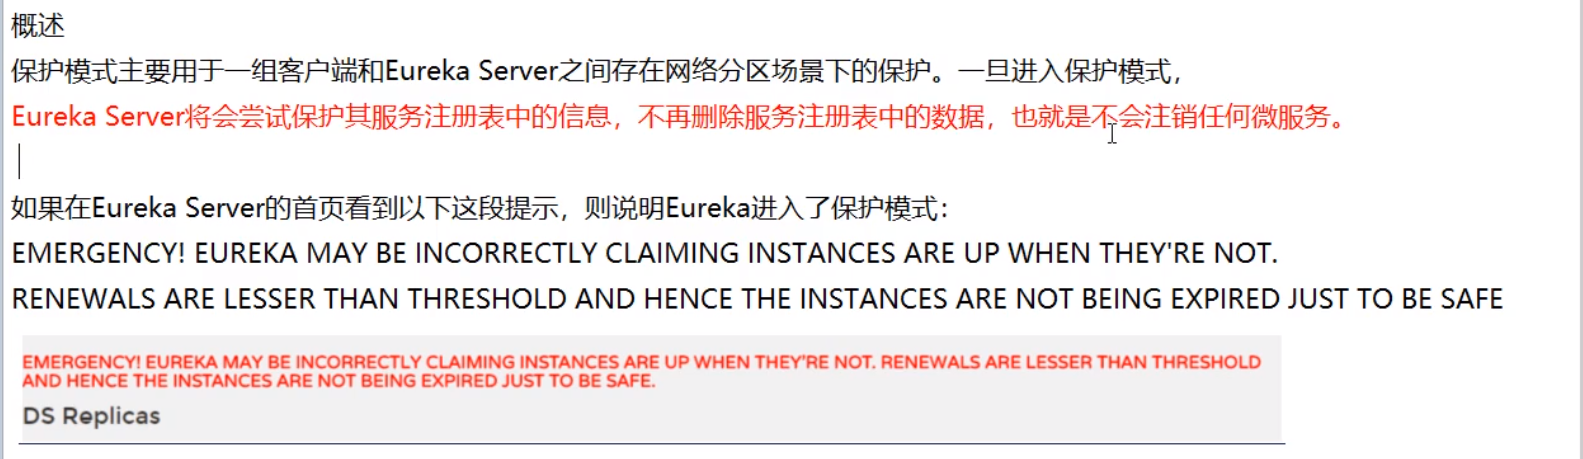 概述
保护模式主要用于一组客户端和Eureka Server之间存在网络分区场景下的保护。一旦进入保护模式，
Eureka Server将会尝试保护其服务注册表中的信息，不再删除服务注册表中的数据，也就是不会注销任何微服务。
如果在Eureka Server的首页看到以下这段提示，则说明Eureka进入了保护模式：
EMERGENCY! EUREKA MAY BE INCORRECTLY CLAIMING INSTANCES ARE UP WHEN THEY'RE NOT.
RENEWALS ARE LESSER THAN THRESHOLD AND HENCE THE INSTANCES ARE NOT BEING EXPIRED JUST TO BE SAFE
EMERGENCY! EUREKA MAY BE INCORRECTLY CLAIMING INSTANCES ARE UP WHEN THEY'RE NOT. RENEWALS ARE LESSER THAN THRESHOLD
AND HENCE THE INSTANCES ARE NOT BEING EXPIRED JUST TO BE SAFE.
DS Replicas